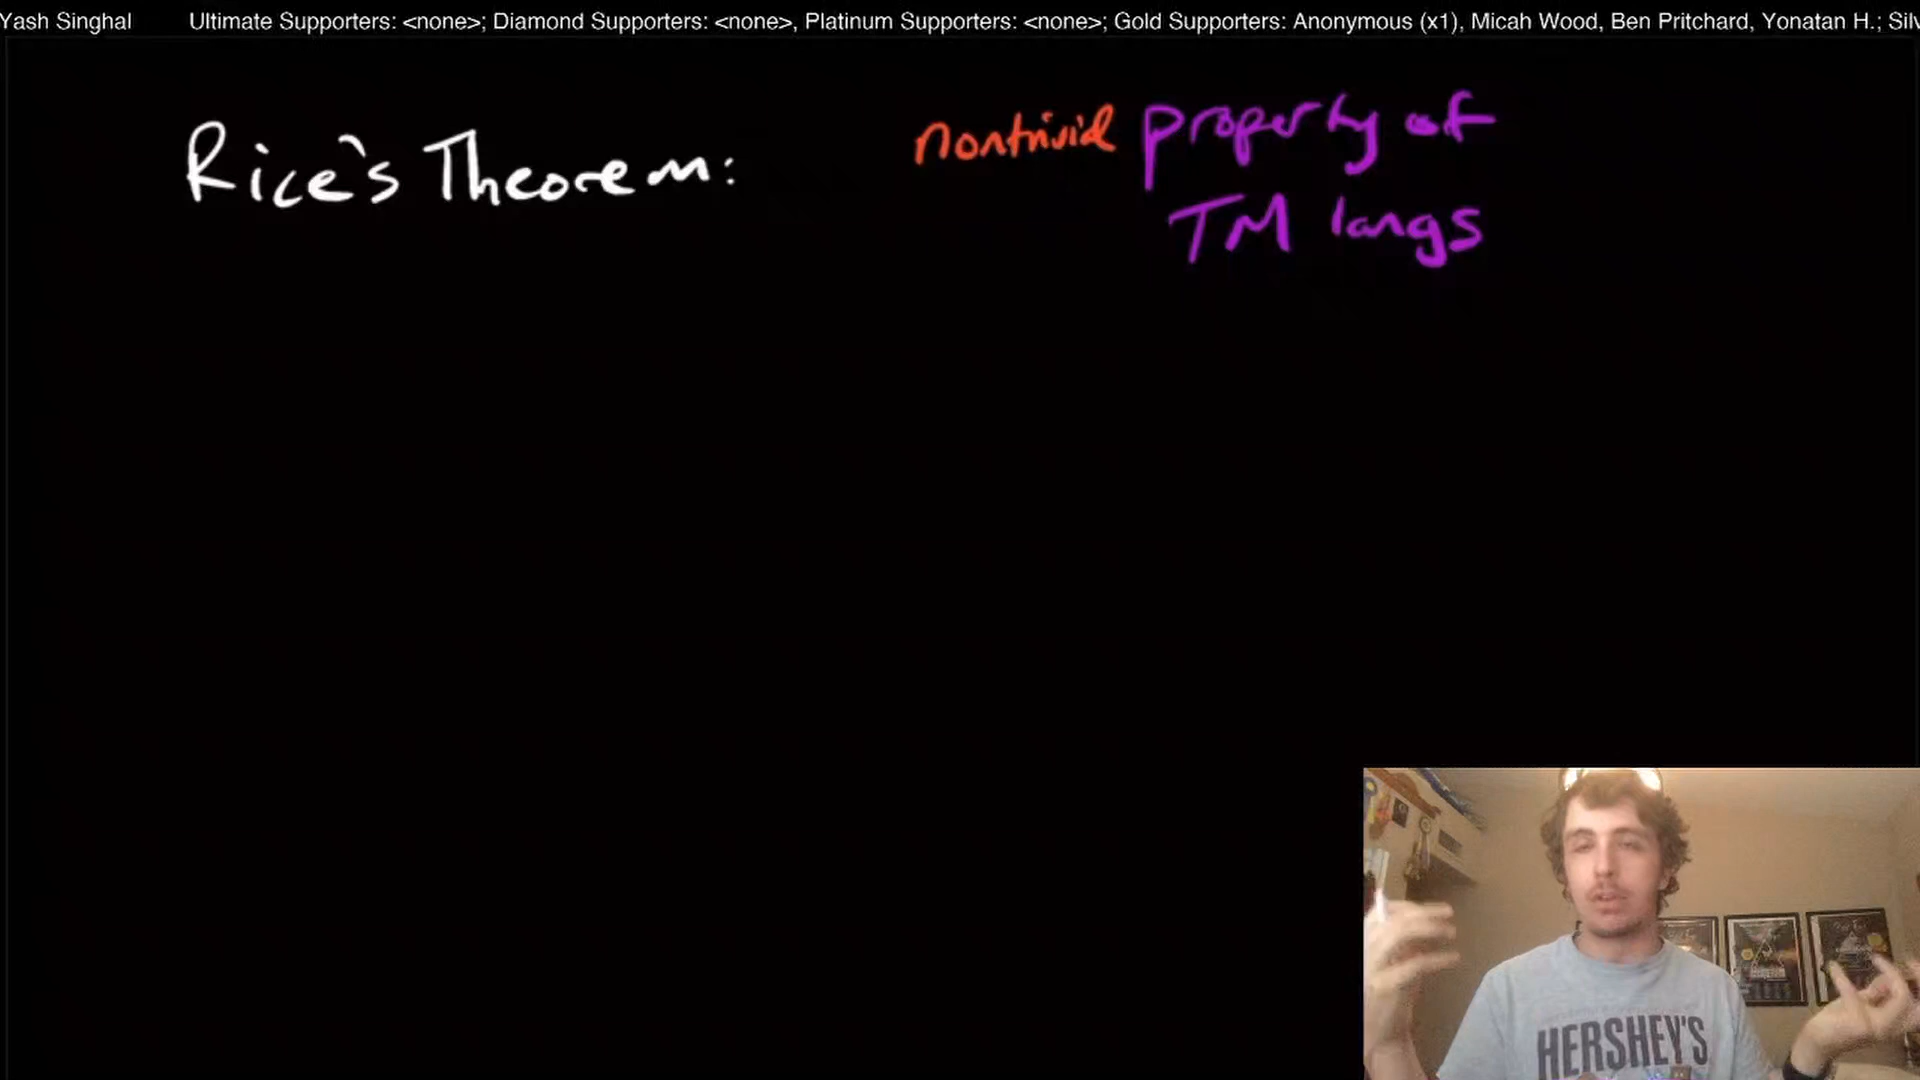 Yash Singhal Ultimate Supporters: <none>; Diamond Supporters: <none>, Platinum Supporters: <none>; Gold Supporters: Anonymous (x1), Micah Wood, Ben Pritchard, Yonatan H.; Silv
Rice's Theorem:
nontrivial property of
TM langs
HERSHEY'S